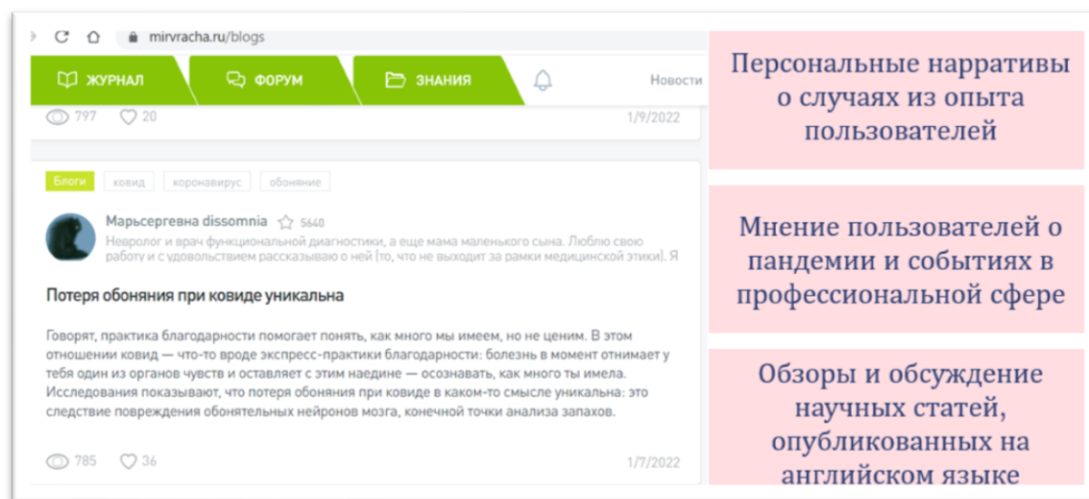 mirvracha.ru/blogs
ЖУРНАЛ
ФОРУМ
ЗНАНИЯ
Новости
797
20
1/9/2022
Блоги
ковид
коронавирус
обоняние
Марьсергевна dissomnia
5640
Невролог и врач функциональной диагностики, а еще мама маленького сына. Люблю свою
работу и с удовольствием рассказываю о ней (то, что не выходит за рамки медицинской этики). Я
Потеря обоняния при ковиде уникальна
Говорят, практика благодарности помогает понять, как много мы имеем, но не ценим. В этом
отношении ковид — что-то вроде экспресс-практики благодарности: болезнь в момент отнимает у
тебя один из органов чувств и оставляет с этим наедине — осознавать, как много ты имела.
Исследования показывают, что потеря обоняния при ковиде в каком-то смысле уникальна: это
следствие повреждения обонятельных нейронов мозга, конечной точки анализа запахов.
785
36
1/7/2022
Персональные нарративы
о случаях из опыта
пользователей
Мнение пользователей о
пандемии и событиях в
профессиональной сфере
Обзоры и обсуждение
научных статей,
опубликованных на
английском языке